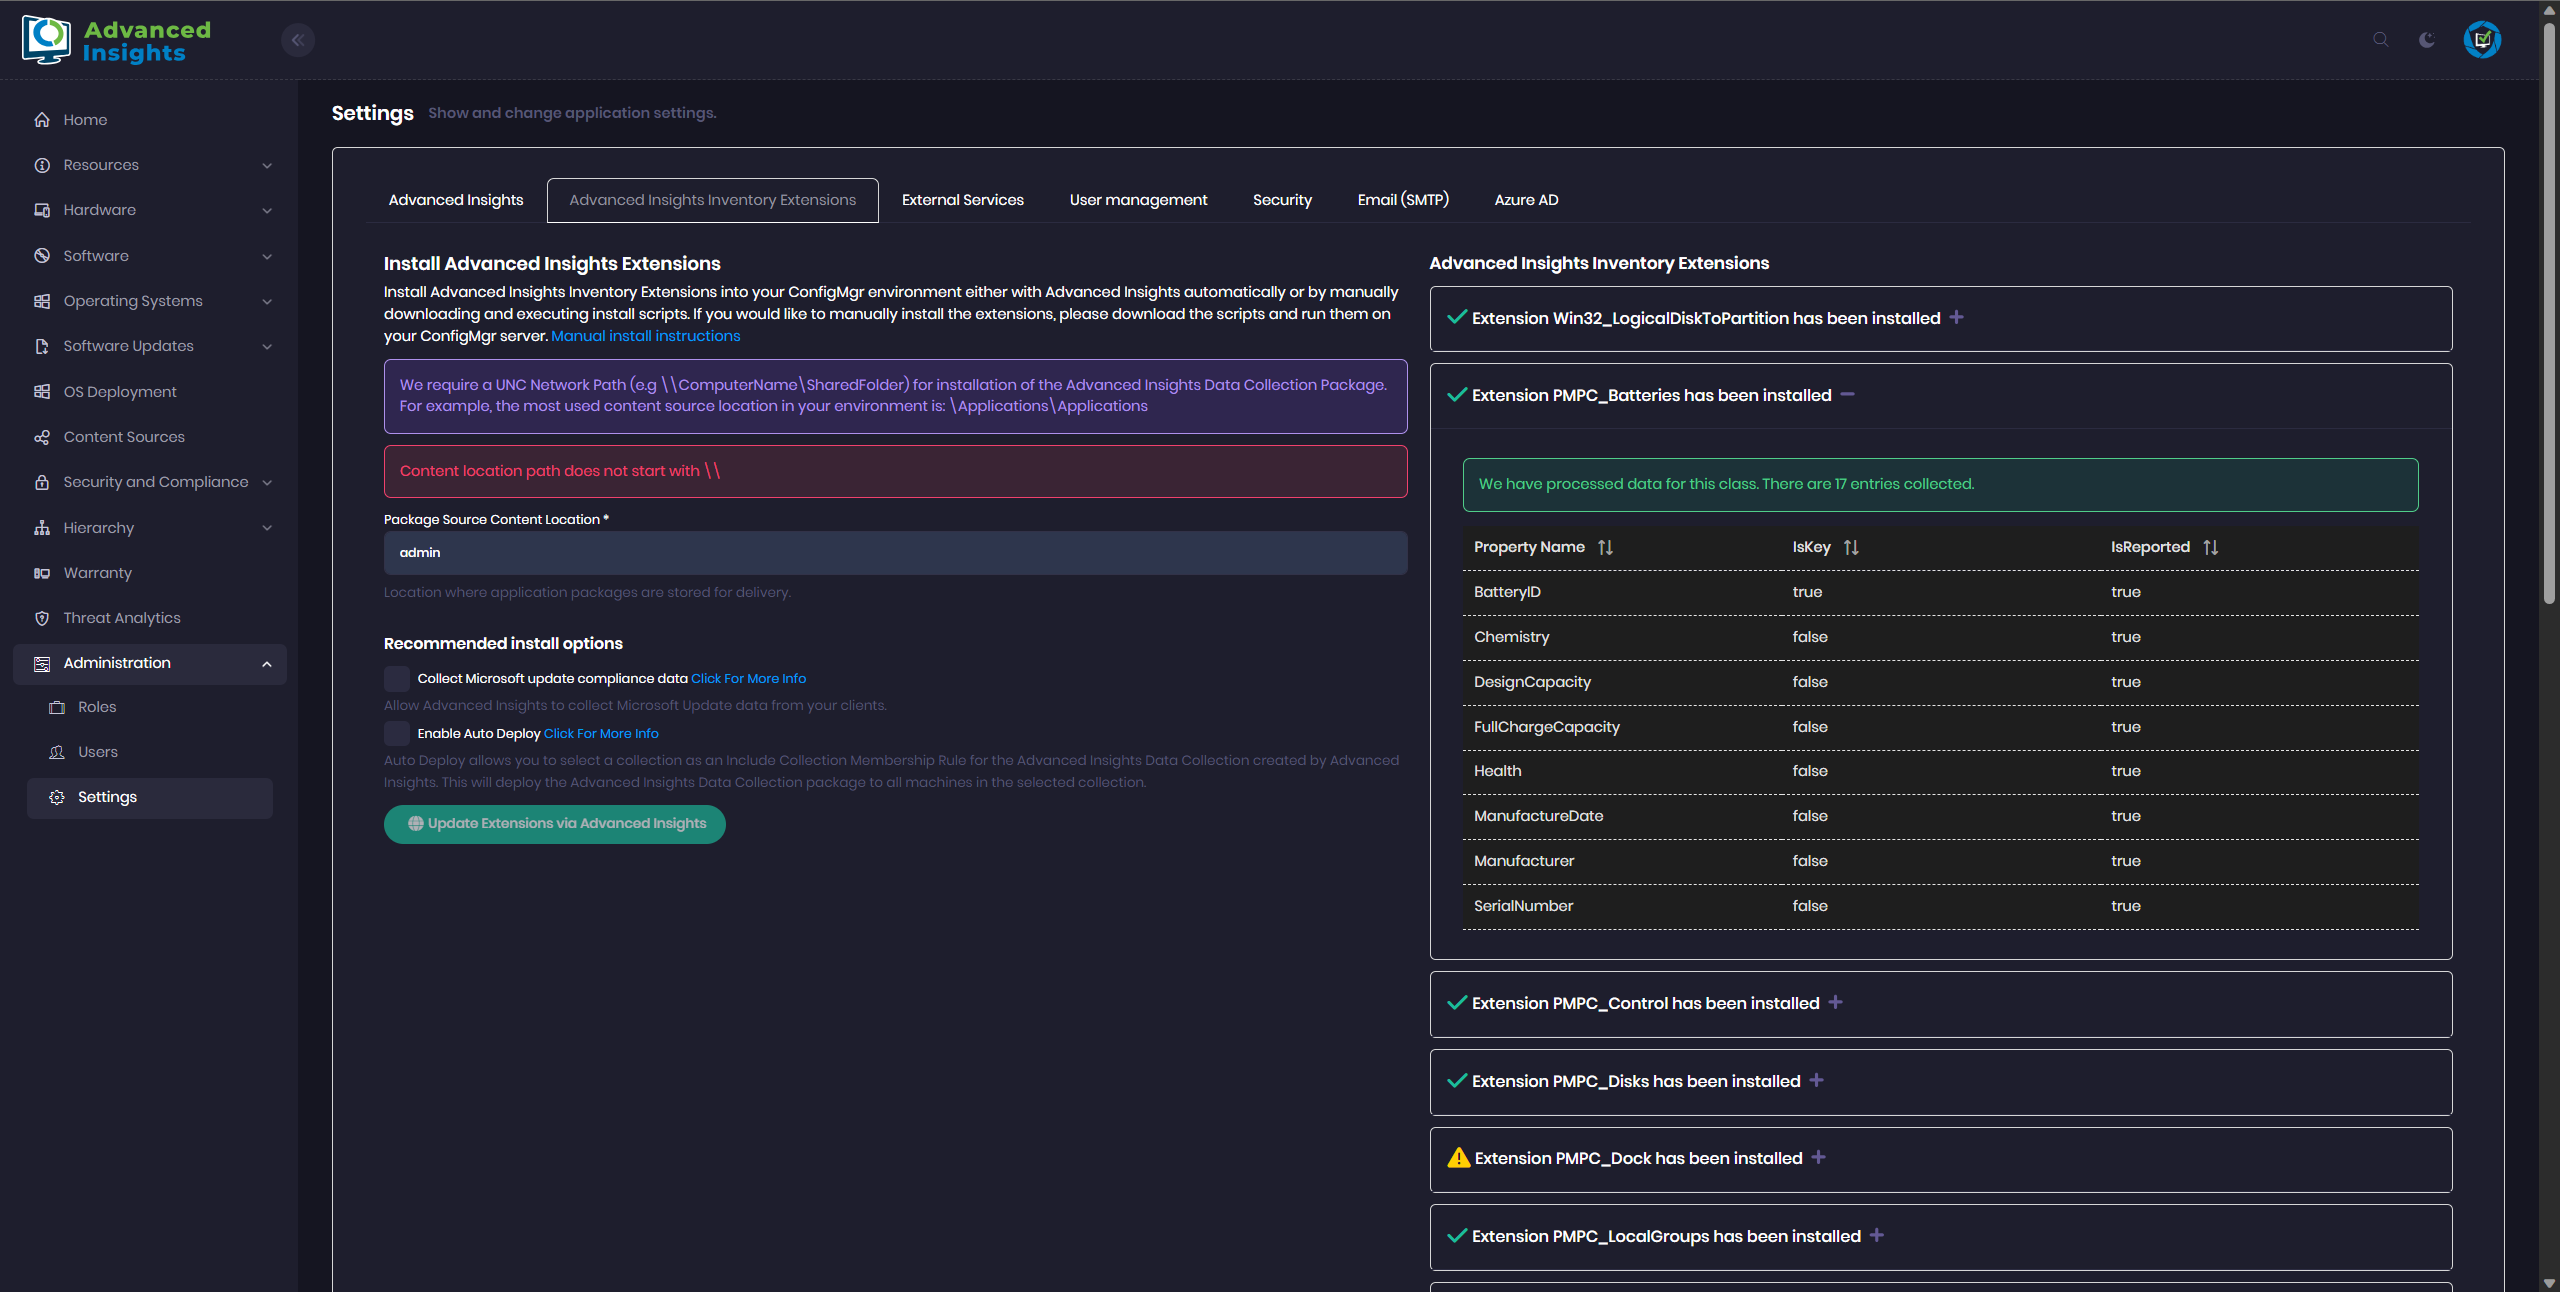 Advanced
Insights
Home
Resources
Hardware
Software
Operating Systems
Software Updates
OS Deployment
Content Sources
Security and Compliance
Hierarchy
Warranty
Threat Analytics
Administration
Roles
Users
Settings
Settings Show and change application settings.
Advanced Insights Advanced Insights Inventory Extensions External Services User management Security Email (SMTP) Azure AD
Install Advanced Insights Extensions
Install Advanced Insights Inventory Extensions into your ConfigMgr environment either with Advanced Insights automatically or by manually
downloading and executing install scripts. If you would like to manually install the extensions, please download the scripts and run them on
your ConfigMgr server. Manual install instructions
We require a UNC Network Path (e.g \\ComputerName\SharedFolder) for installation of the Advanced Insights Data Collection Package.
For example, the most used content source location in your environment is: \Applications\Applications
Content location path does not start with \\
Package Source Content Location *
admin
Location where application packages are stored for delivery.
Recommended install options
Collect Microsoft update compliance data Click For More Info
Allow Advanced Insights to collect Microsoft Update data from your clients.
Enable Auto Deploy Click For More Info
Auto Deploy allows you to select a collection as an Include Collection Membership Rule for the Advanced Insights Data Collection created by Advanced
Insights. This will deploy the Advanced Insights Data Collection package to all machines in the selected collection.
Update Extensions via Advanced Insights
Advanced Insights Inventory Extensions
Extension Win32_LogicalDiskToPartition has been installed
Extension PMPC_Batteries has been installed
We have processed data for this class. There are 17 entries collected.
Property Name IsKey IsReported
BatteryID true true
Chemistry false true
DesignCapacity false true
FullChargeCapacity false true
Health false true
ManufactureDate false true
Manufacturer false true
SerialNumber false true
Extension PMPC_Control has been installed
Extension PMPC_Disks has been installed
Extension PMPC_Dock has been installed
Extension PMPC_LocalGroups has been installed